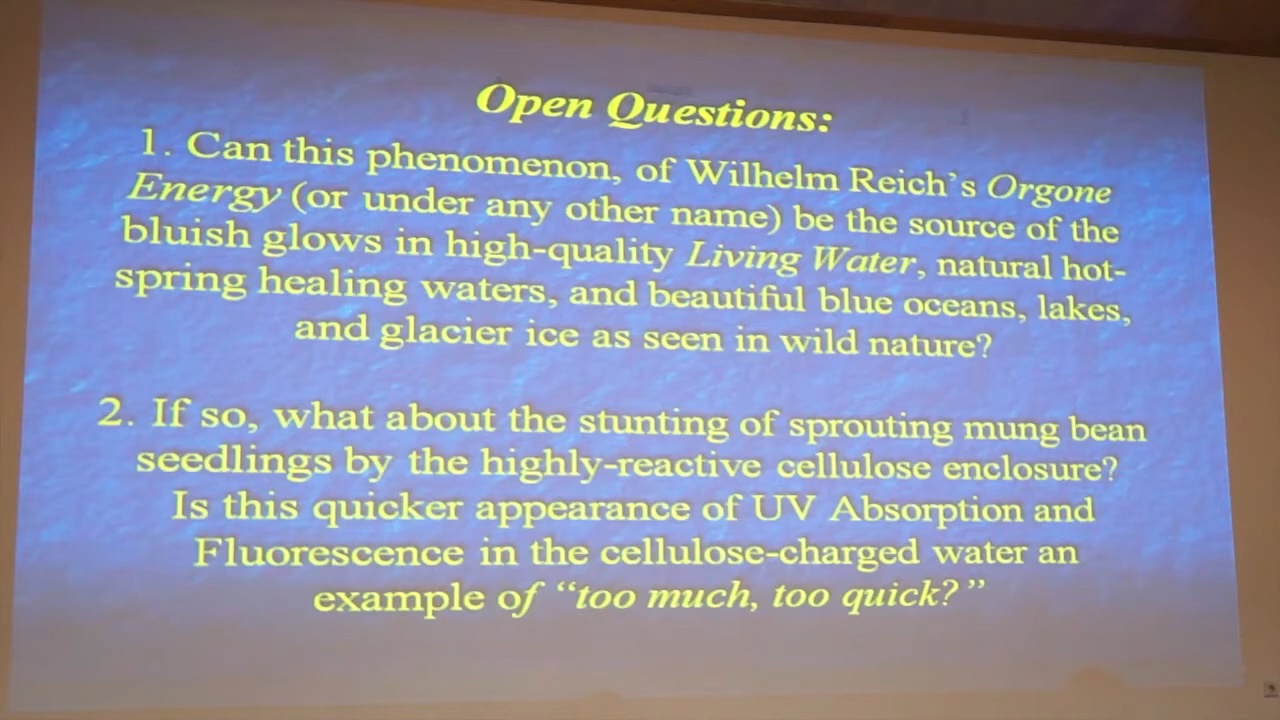 Open Questions:
1. Can this phenomenon, of Wilhelm Reich's Orgone
Energy (or under any other name) be the source of the
bluish glows in high-quality Living Water, natural hot-
spring healing waters, and beautiful blue oceans, lakes,
and glacier ice as seen in wild nature?
2. If so, what about the stunting of sprouting mung bean
seedlings by the highly-reactive cellulose enclosure?
Is this quicker appearance of UV Absorption and
Fluorescence in the cellulose-charged water an
example of “too much, too quick?”